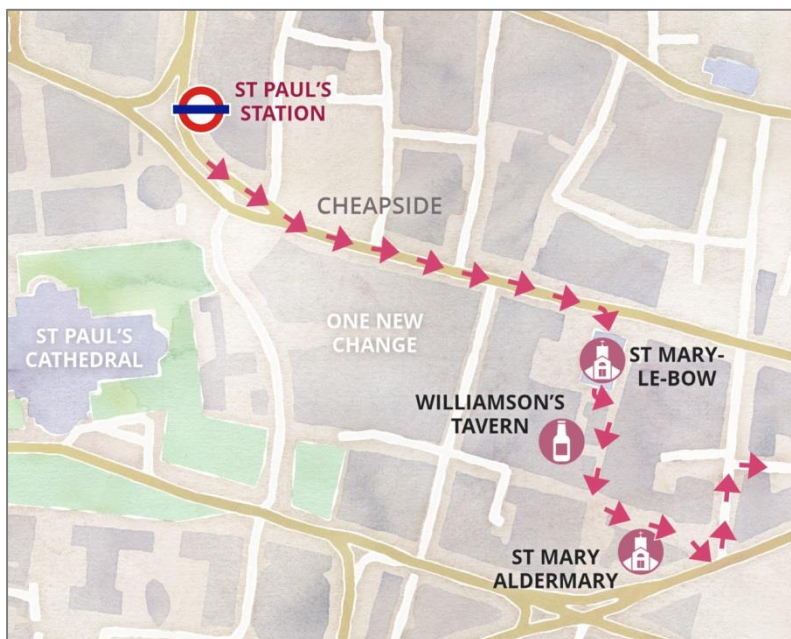 ST PAUL'S
STATION
CHEAPSIDE
ST PAUL'S
CATHEDRAL
ONE NEW
CHANGE
ST MARY-
LE-BOW
WILLIAMSON'S
TAVERN
ST MARY
ALDERMARY